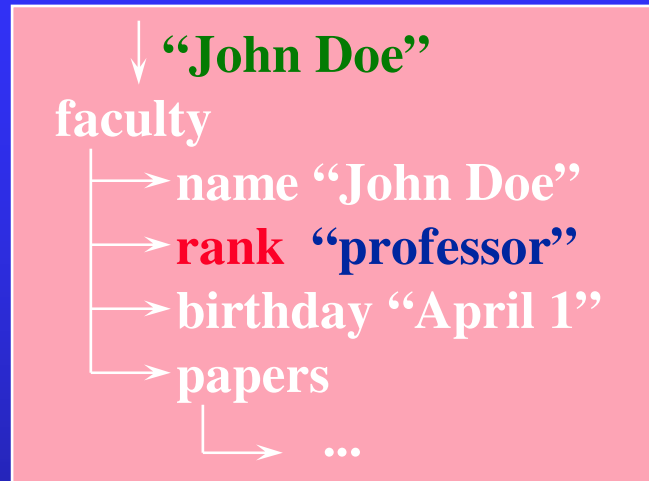 “John Doe”
faculty
name “John Doe”
rank “professor”
birthday “April 1”
papers
...